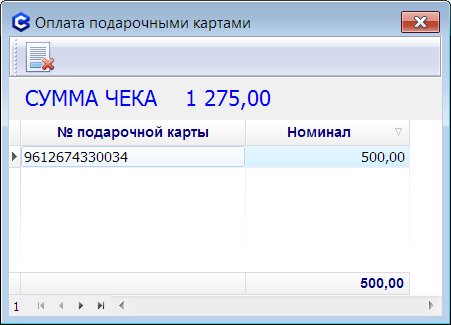 Оплата подарочными картами
СУММА ЧЕКА 1 275,00
№ подарочной карты Номинал
9612674330034 500,00
500,00
1